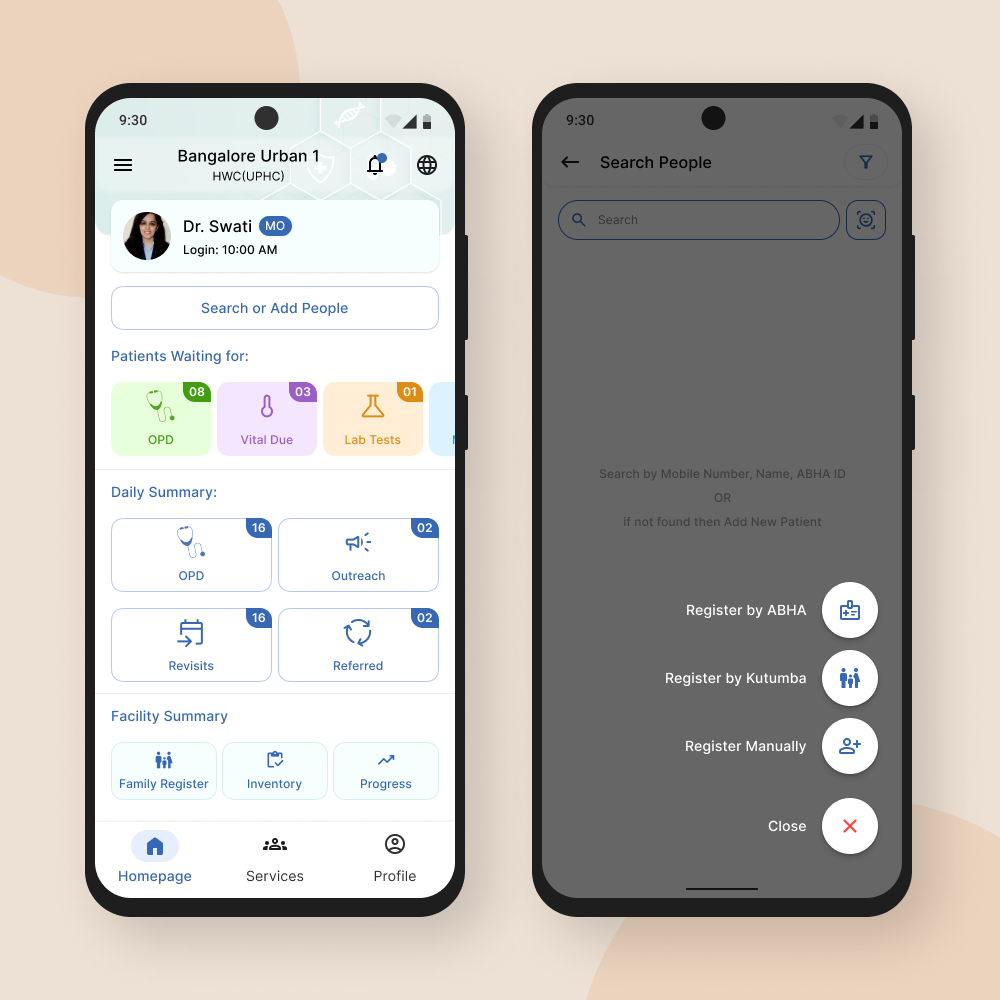 9:30
Bangalore Urban 1
HWC(UPHC)
Dr. Swati MO
Login: 10:00 AM
Search or Add People
Patients Waiting for:
08 03 01
OPD Vital Due Lab Tests
Daily Summary:
16 02
OPD Outreach
16 02
Revisits Referred
Facility Summary
Family Register Inventory Progress
Homepage Services Profile
9:30
Search People
Search
Search by Mobile Number, Name, ABHA ID
OR
if not found then Add New Patient
Register by ABHA
Register by Kutumba
Register Manually
Close